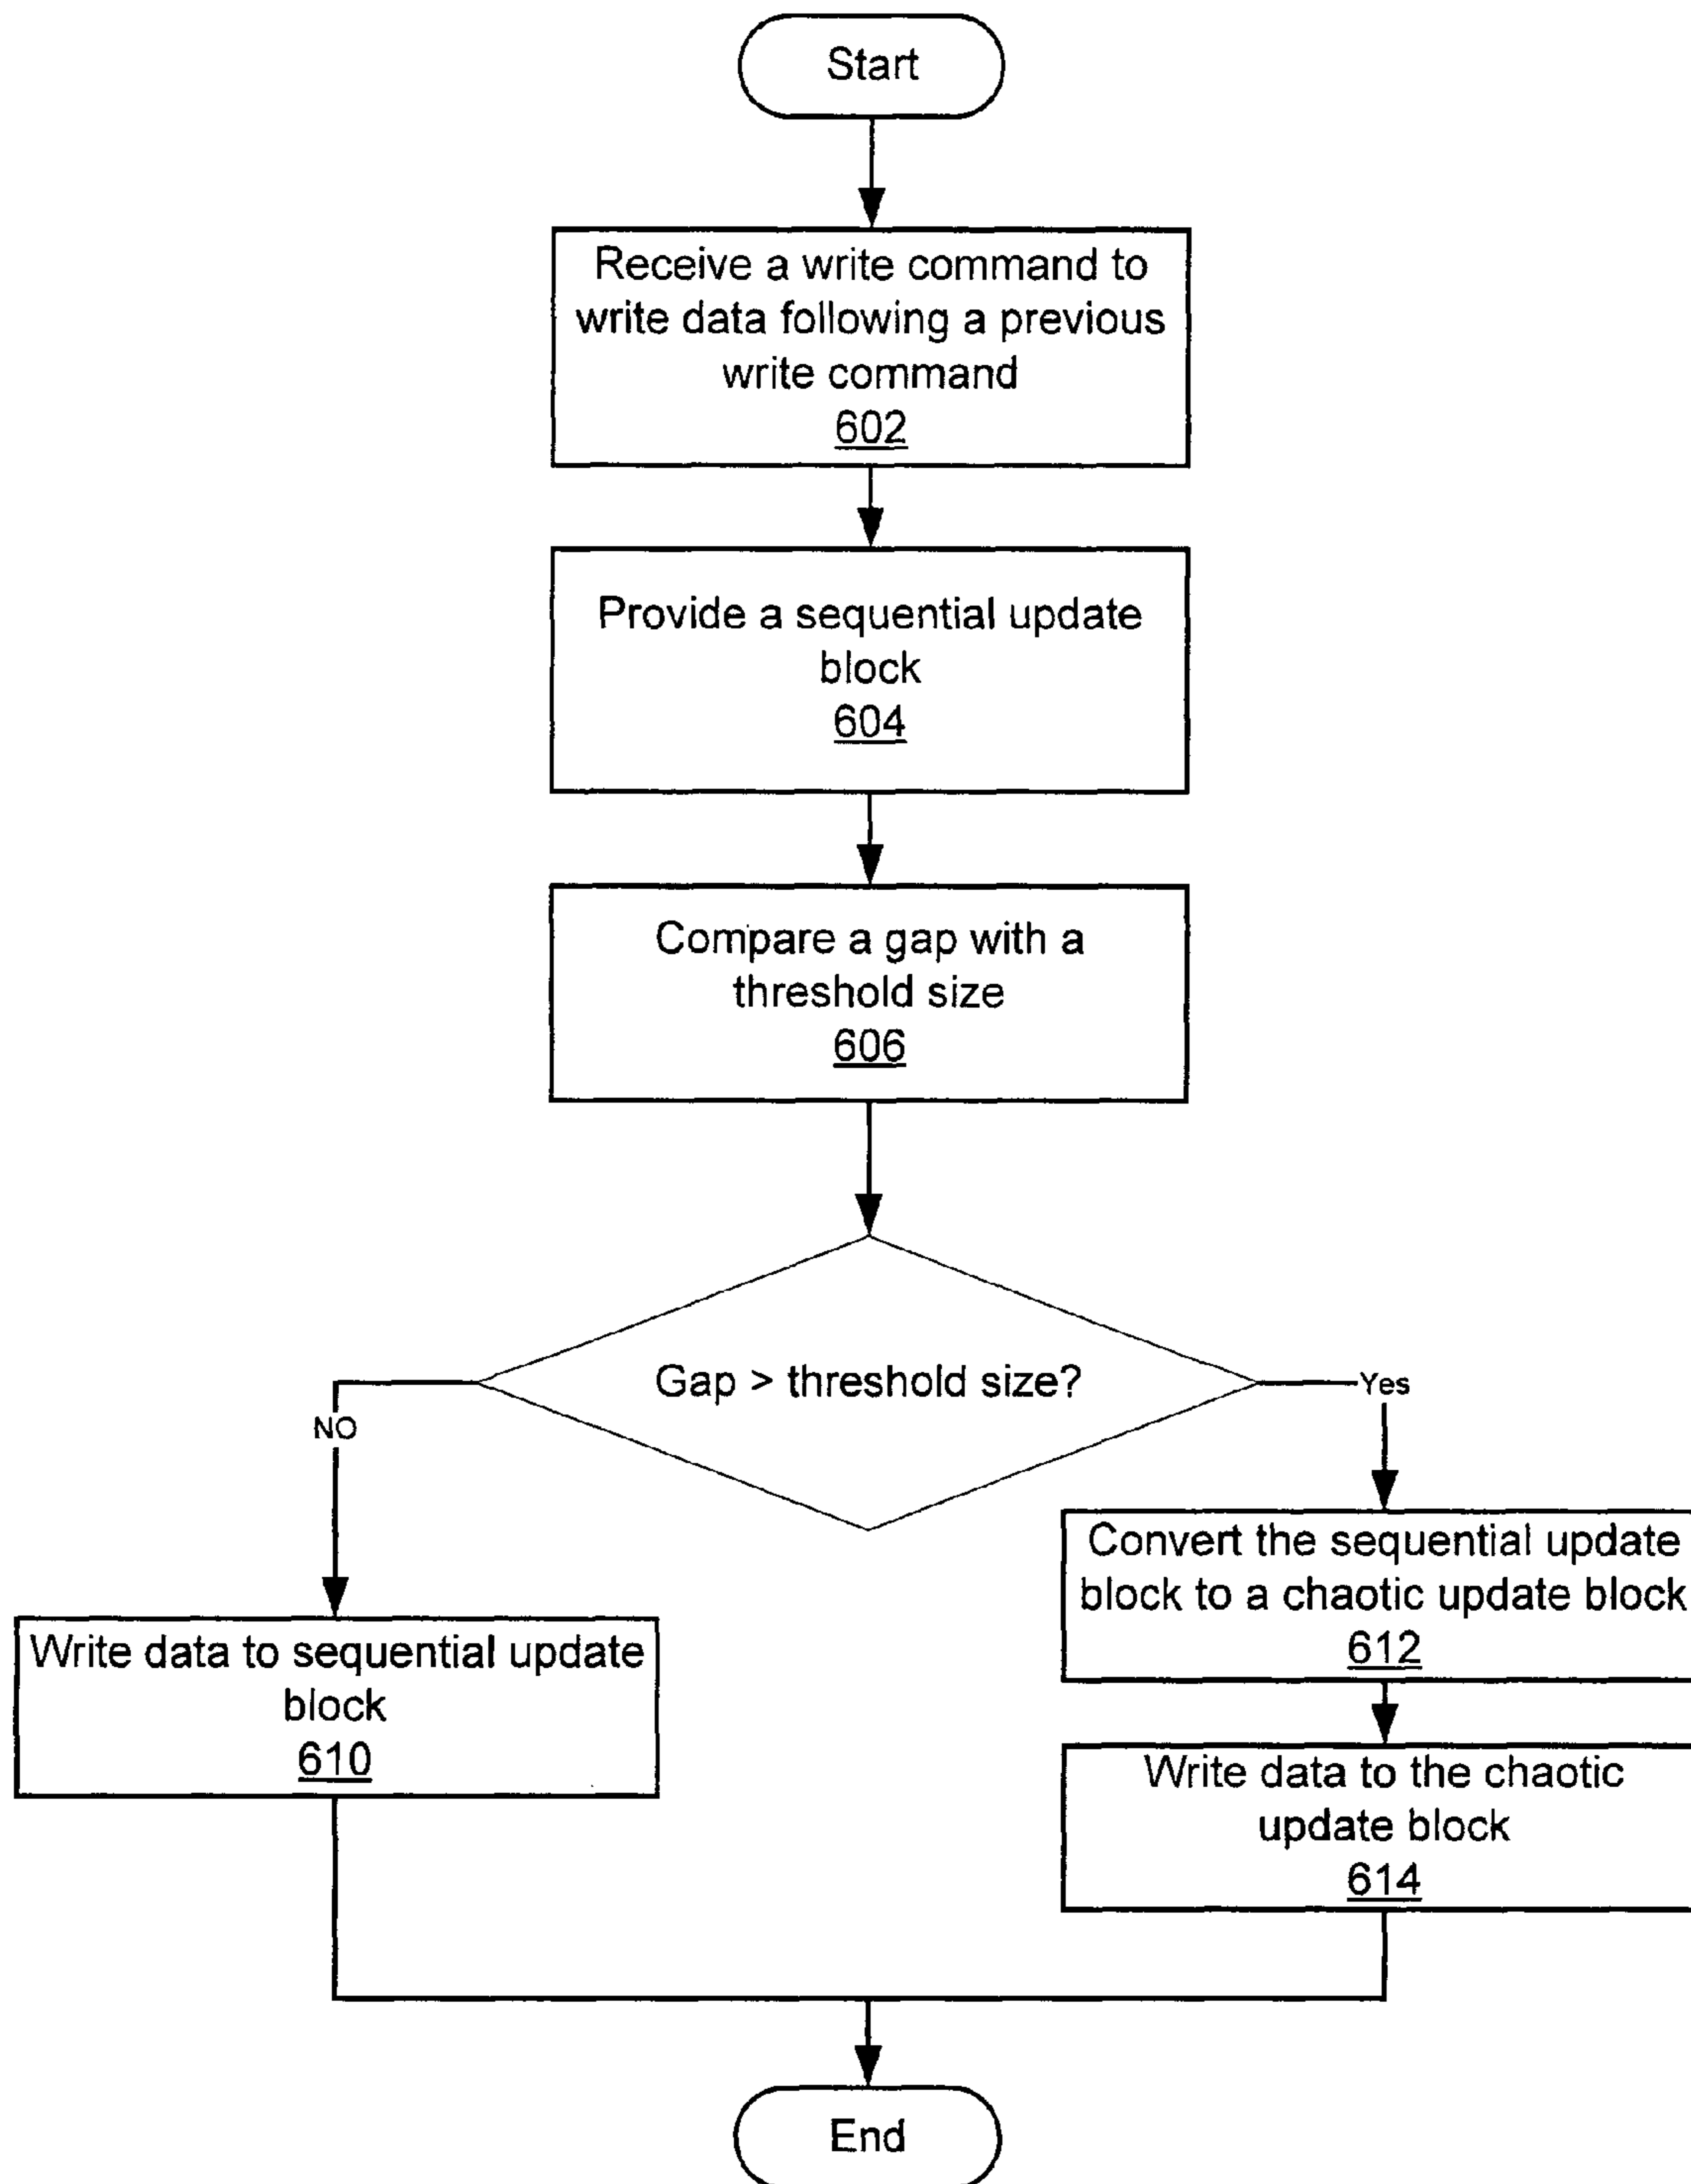 Start
Receive a write command to
write data following a previous
write command
602
Provide a sequential update
block
604
Compare a gap with a
threshold size
606
Gap > threshold size?
NO
Yes
Convert the sequential update
block to a chaotic update block
612
Write data to sequential update
block
610
Write data to the chaotic
update block
614
End